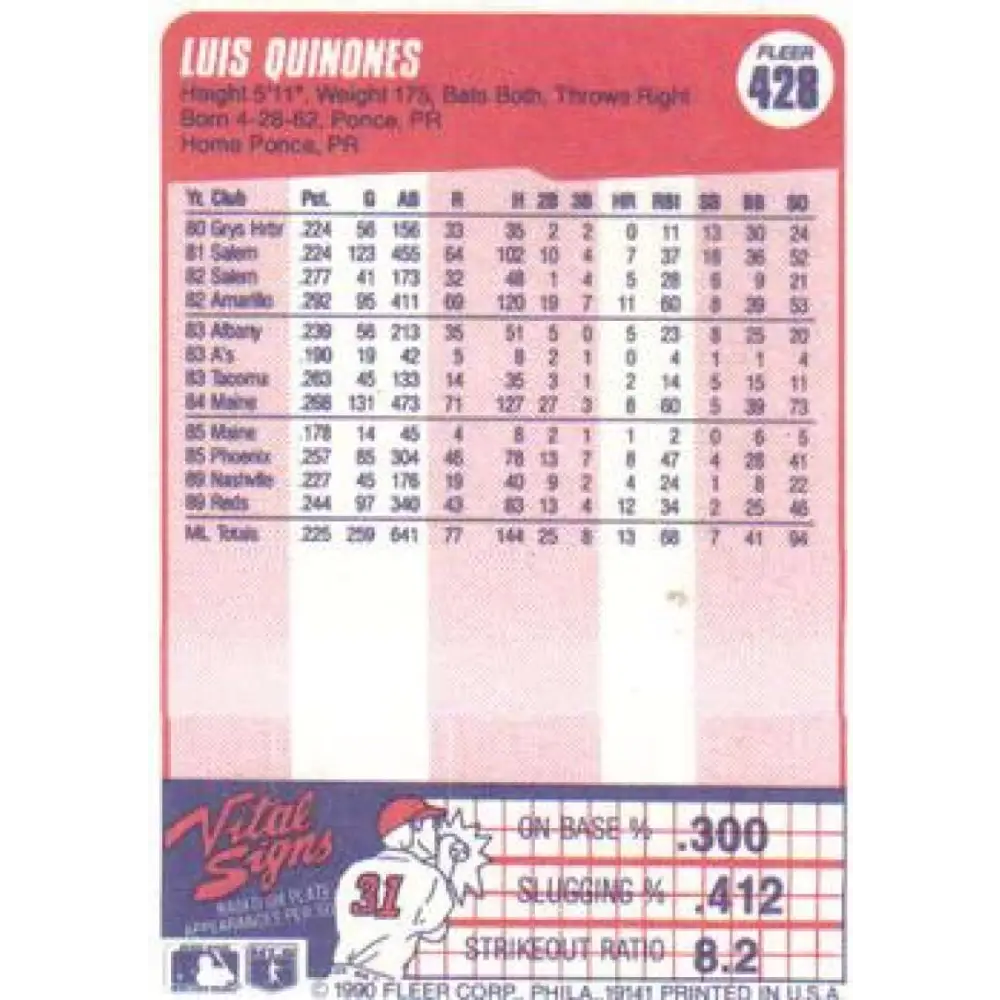 LUIS QUINONES
FLEER
428
Height 5'11", Weight 175, Bats Both, Throws Right
Born 4-28-62, Ponce, PR
Home Ponce, PR
Yr. Club Pct. G AB R H 2B 3B HR RBI SB BB SO
80 Grys Hrbr .224 56 156 33 35 2 2 0 11 13 30 24
81 Salem .224 123 455 64 102 10 4 7 37 18 36 52
82 Salem .277 41 173 32 48 1 4 5 28 6 9 21
82 Amarillo .292 95 411 69 120 19 7 11 60 8 39 53
83 Albany .239 56 213 35 51 5 0 5 23 8 25 20
83 A's .190 19 42 5 8 2 1 0 4 1 1 4
83 Tacoma .263 45 133 14 35 3 1 2 14 5 15 11
84 Maine .268 131 473 71 127 27 3 8 60 5 39 73
85 Maine .178 14 45 4 8 2 1 1 2 0 6 5
85 Phoenix .257 85 304 46 78 13 7 8 47 4 28 41
89 Nashville .227 45 176 19 40 9 2 4 24 1 8 22
89 Reds .244 97 340 43 83 13 4 12 34 2 25 46
ML Totals .225 259 641 77 144 25 8 13 68 7 41 94
Vital
Signs
BASED ON PLATE
APPEARANCES PER SO
31
ON BASE % .300
SLUGGING % .412
STRIKEOUT RATIO 8.2
© 1990 FLEER CORP., PHILA., 19141 PRINTED IN U.S.A.